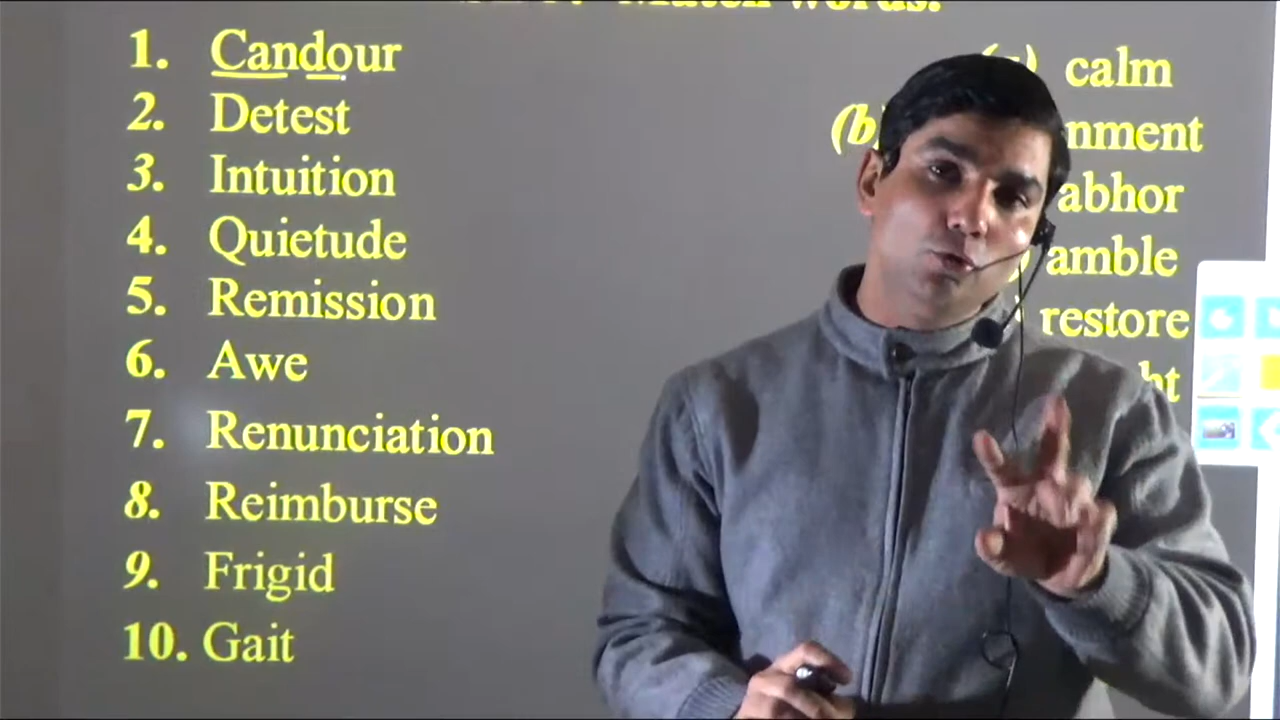 Match words.
1. Candour
(a) calm
2. Detest
(b)
3. Intuition
abhor
4. Quietude
amble
5. Remission
restore
6. Awe
7. Renunciation
8. Reimburse
9. Frigid
10. Gait